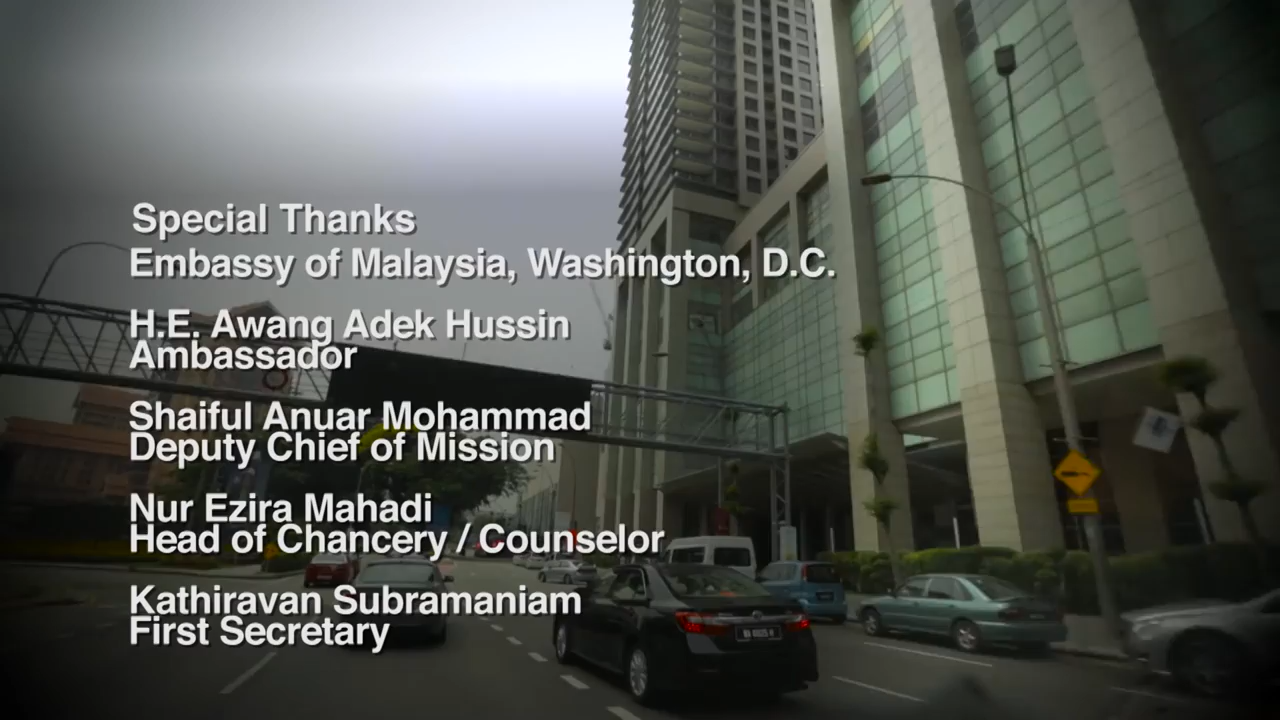 Special Thanks
Embassy of Malaysia, Washington, D.C.
H.E. Awang Adek Hussin
Ambassador
Shaiful Anuar Mohammad
Deputy Chief of Mission
Nur Ezira Mahadi
Head of Chancery / Counselor
Kathiravan Subramaniam
First Secretary